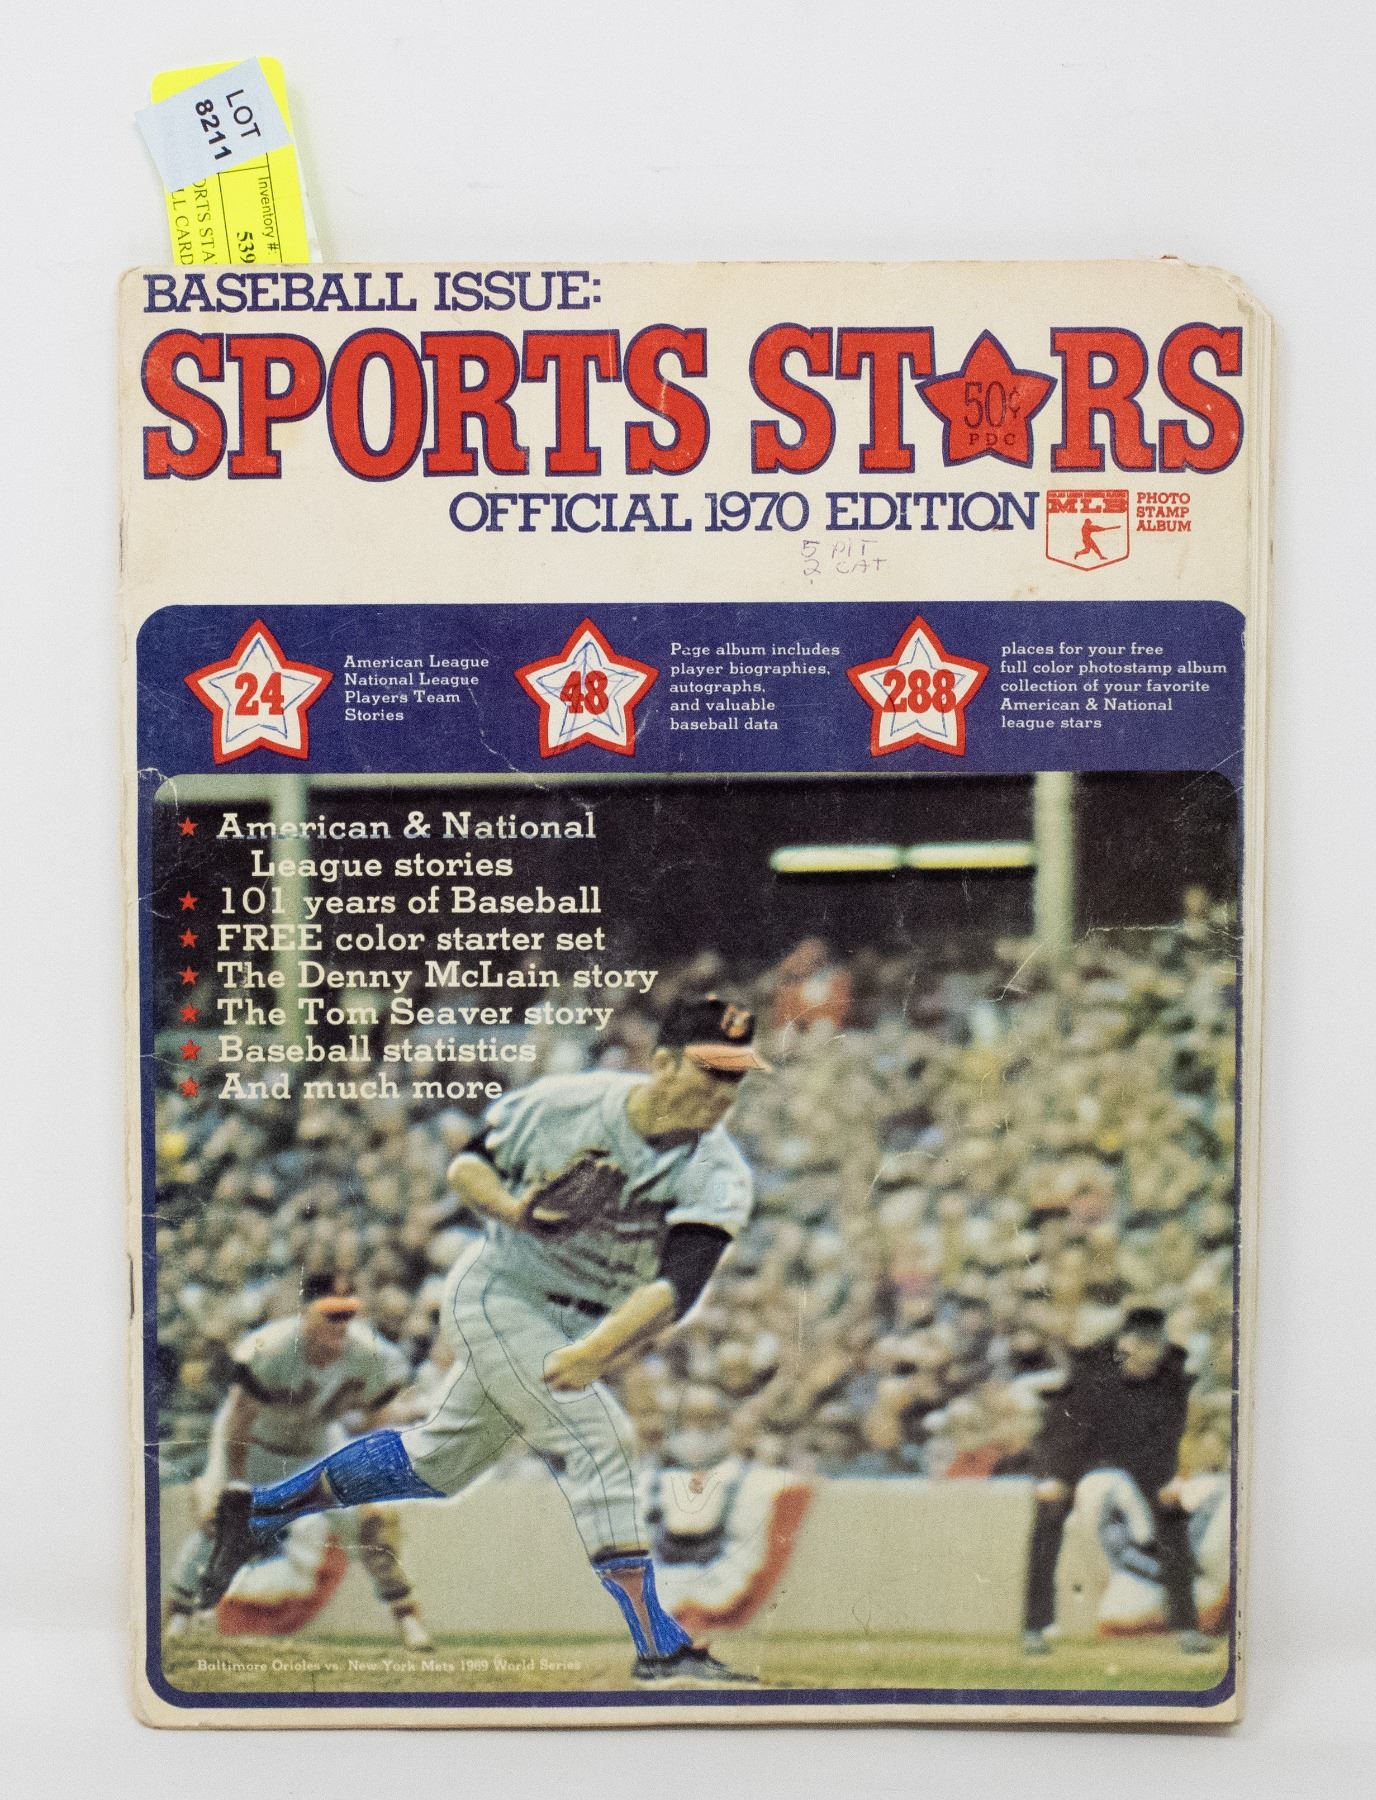 LOT
8211
Inventory #:
539
ORTS STA
LL CARD
BASEBALL ISSUE:
SPORTS STARS
50¢
PDC
OFFICIAL 1970 EDITION
MLB
PHOTO
STAMP
ALBUM
5 PIT
2 CAT
24
American League
National League
Players Team
Stories
48
Page album includes
player biographies,
autographs,
and valuable
baseball data
288
places for your free
full color photostamp album
collection of your favorite
American & National
league stars
American & National
League stories
101 years of Baseball
FREE color starter set
The Denny McLain story
The Tom Seaver story
Baseball statistics
And much more
Baltimore Orioles vs. New York Mets 1969 World Series